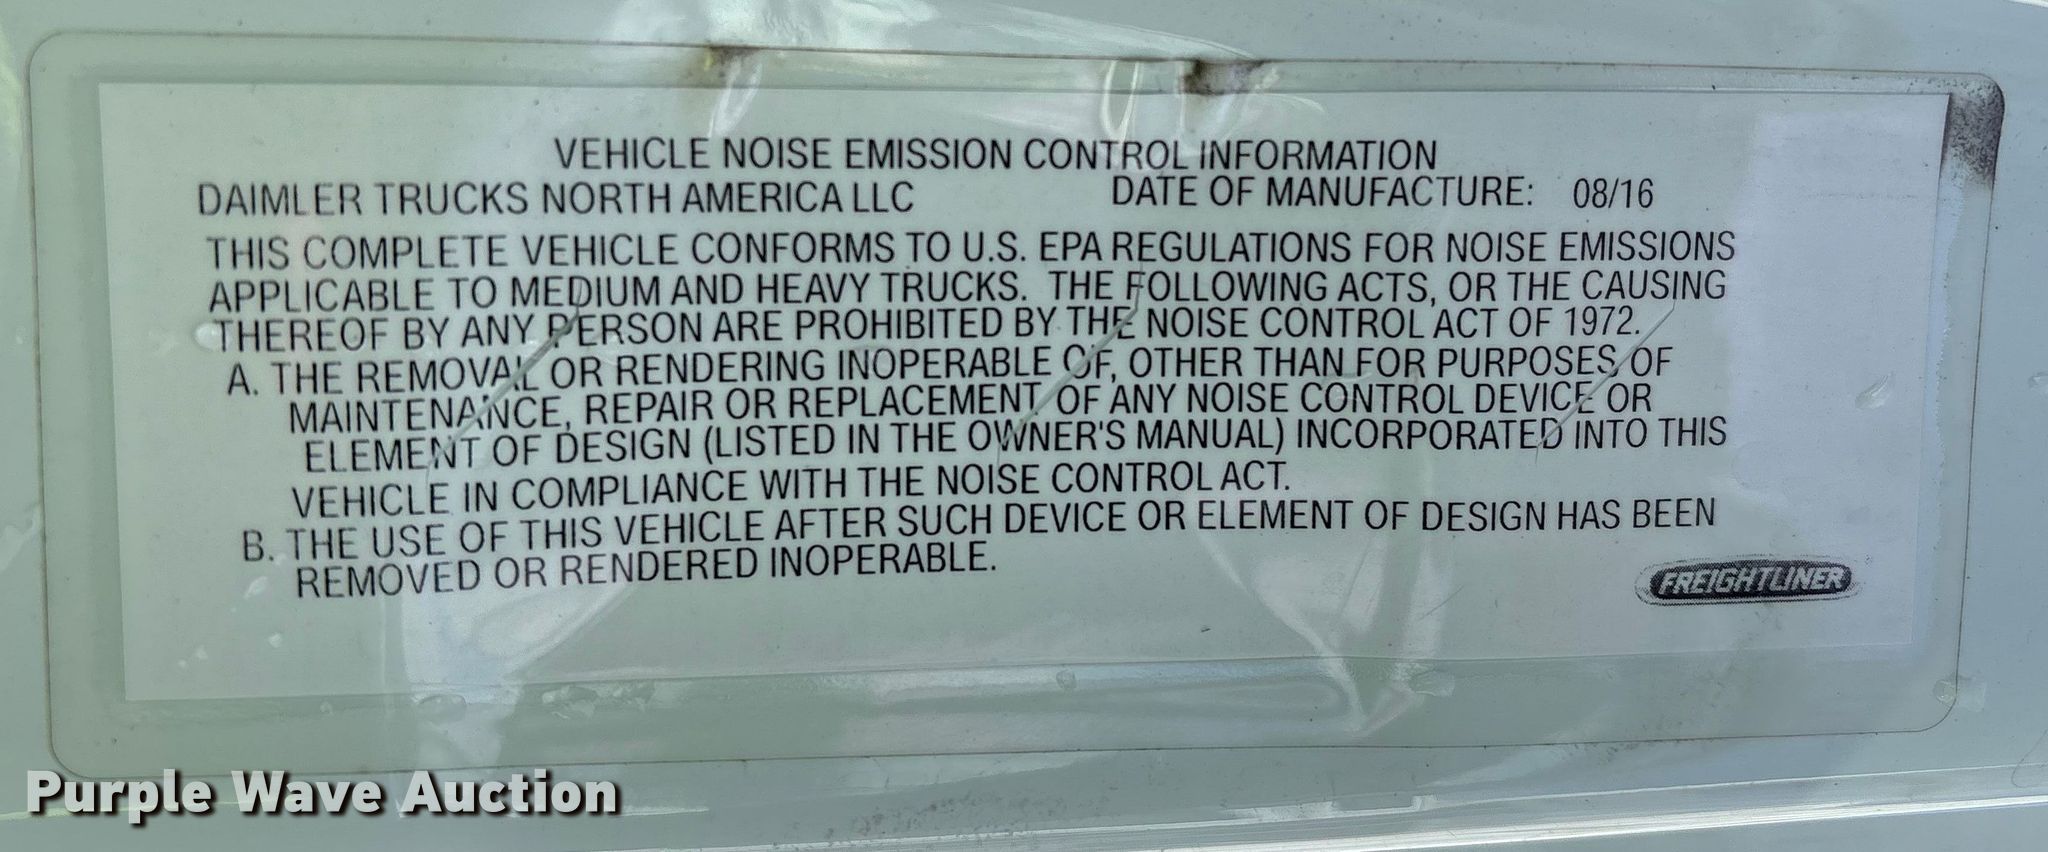 VEHICLE NOISE EMISSION CONTROL INFORMATION
DAIMLER TRUCKS NORTH AMERICA LLC DATE OF MANUFACTURE: 08/16
THIS COMPLETE VEHICLE CONFORMS TO U.S. EPA REGULATIONS FOR NOISE EMISSIONS
APPLICABLE TO MEDIUM AND HEAVY TRUCKS. THE FOLLOWING ACTS, OR THE CAUSING
THEREOF BY ANY PERSON ARE PROHIBITED BY THE NOISE CONTROL ACT OF 1972.
A. THE REMOVAL OR RENDERING INOPERABLE OF, OTHER THAN FOR PURPOSES OF
MAINTENANCE, REPAIR OR REPLACEMENT OF ANY NOISE CONTROL DEVICE OR
ELEMENT OF DESIGN (LISTED IN THE OWNER'S MANUAL) INCORPORATED INTO THIS
VEHICLE IN COMPLIANCE WITH THE NOISE CONTROL ACT.
B. THE USE OF THIS VEHICLE AFTER SUCH DEVICE OR ELEMENT OF DESIGN HAS BEEN
REMOVED OR RENDERED INOPERABLE.
FREIGHTLINER
Purple Wave Auction